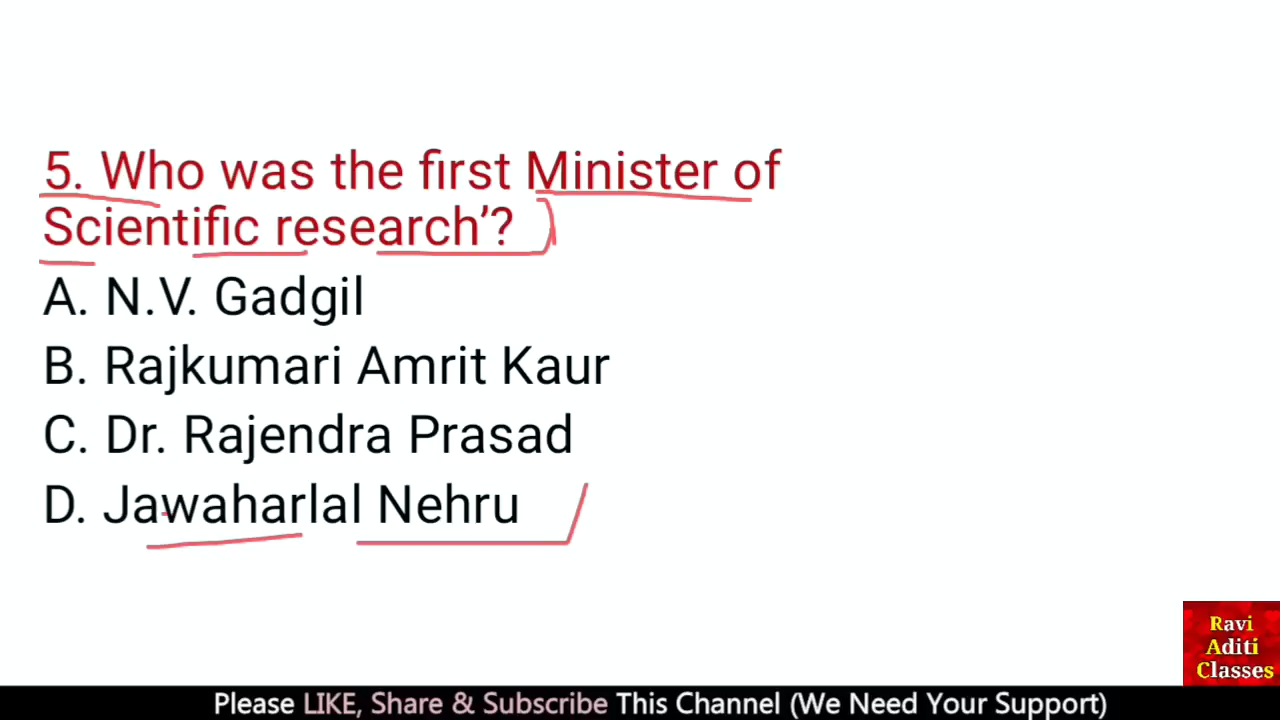 5. Who was the first Minister of
Scientific research’?
A. N.V. Gadgil
B. Rajkumari Amrit Kaur
C. Dr. Rajendra Prasad
D. Jawaharlal Nehru
Ravi
Aditi
Classes
Please LIKE, Share & Subscribe This Channel (We Need Your Support)